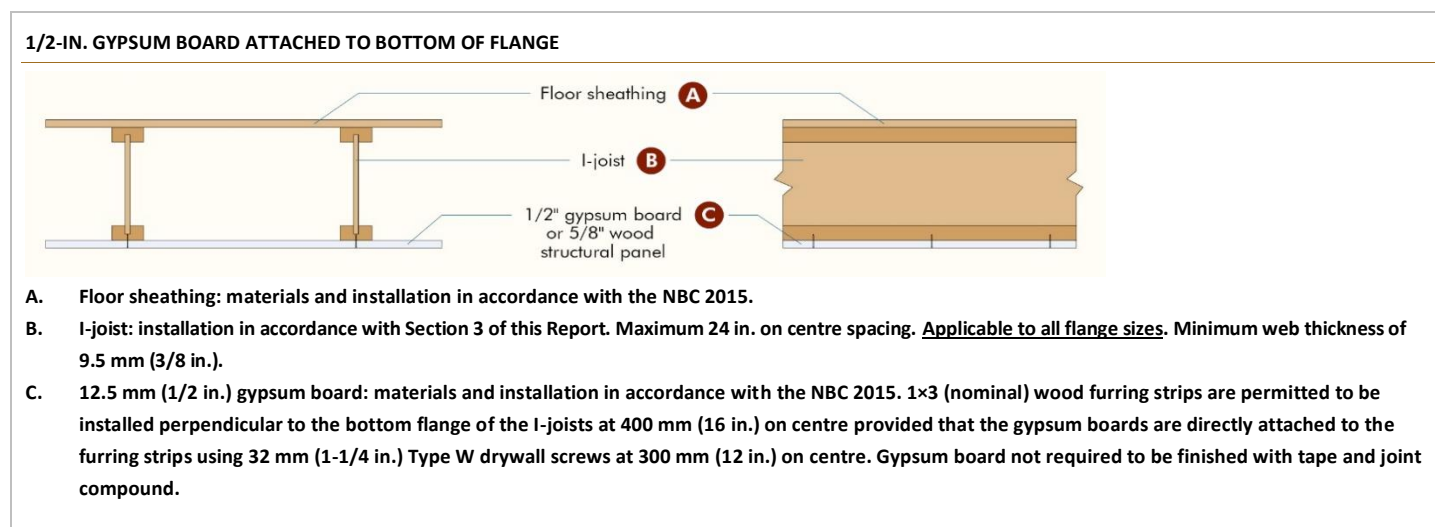 1/2-IN. GYPSUM BOARD ATTACHED TO BOTTOM OF FLANGE
Floor sheathing A
I-joist B
1/2" gypsum board C
or 5/8" wood
structural panel
A. Floor sheathing: materials and installation in accordance with the NBC 2015.
B. I-joist: installation in accordance with Section 3 of this Report. Maximum 24 in. on centre spacing. Applicable to all flange sizes. Minimum web thickness of
9.5 mm (3/8 in.).
C. 12.5 mm (1/2 in.) gypsum board: materials and installation in accordance with the NBC 2015. 1×3 (nominal) wood furring strips are permitted to be
installed perpendicular to the bottom flange of the I-joists at 400 mm (16 in.) on centre provided that the gypsum boards are directly attached to the
furring strips using 32 mm (1-1/4 in.) Type W drywall screws at 300 mm (12 in.) on centre. Gypsum board not required to be finished with tape and joint
compound.